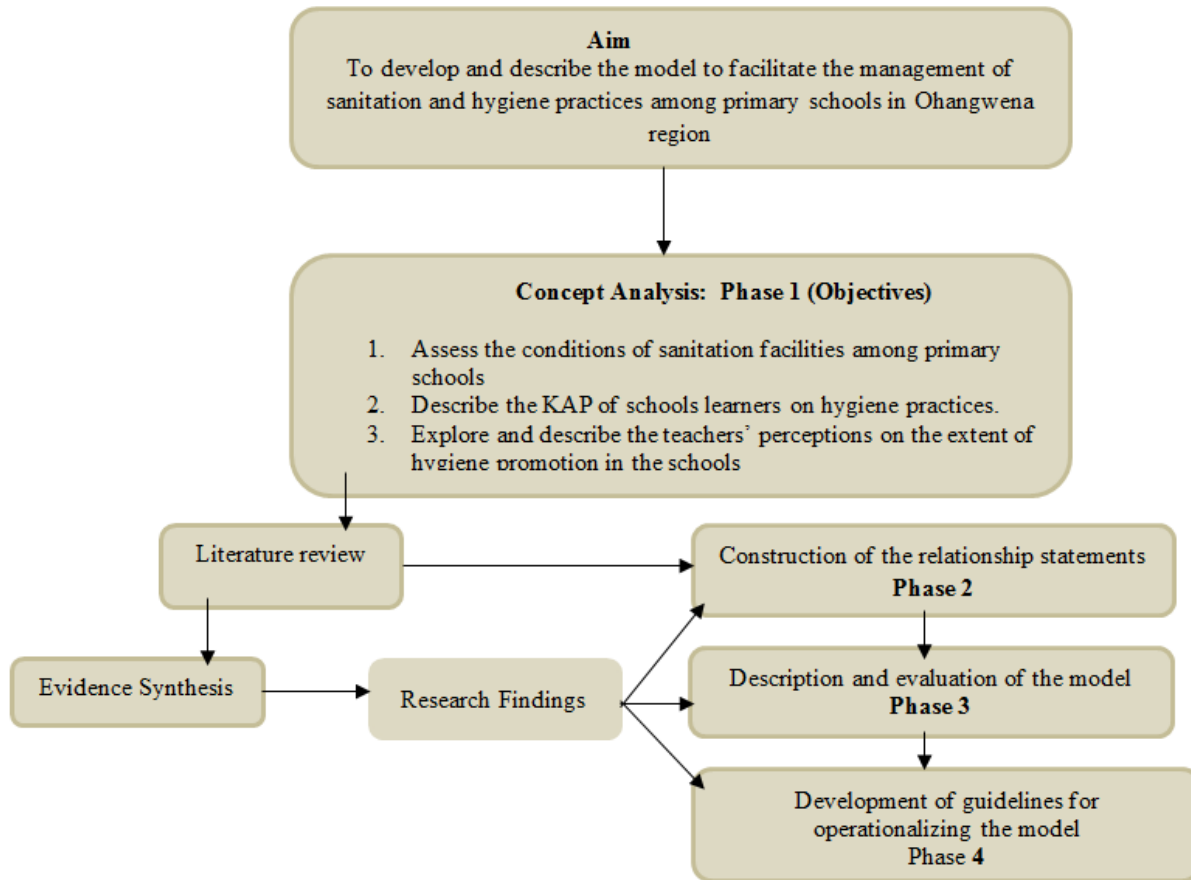 Aim
To develop and describe the model to facilitate the management of
sanitation and hygiene practices among primary schools in Ohangwena
region
Concept Analysis: Phase 1 (Objectives)
1. Assess the conditions of sanitation facilities among primary
schools
2. Describe the KAP of schools learners on hygiene practices.
3. Explore and describe the teachers' perceptions on the extent of
hygiene promotion in the schools
Literature review
Construction of the relationship statements
Phase 2
Evidence Synthesis
Research Findings
Description and evaluation of the model
Phase 3
Development of guidelines for
operationalizing the model
Phase 4